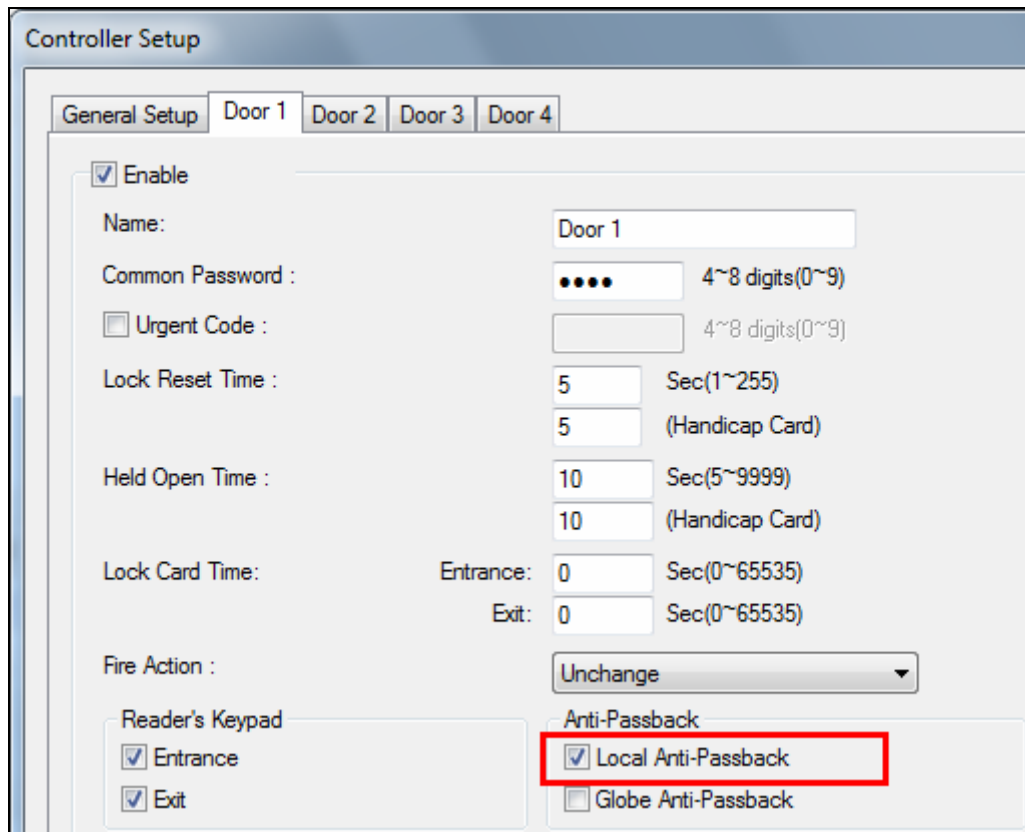 Controller Setup
General Setup Door 1 Door 2 Door 3 Door 4
Enable
Name: Door 1
Common Password : •••• 4~8 digits(0~9)
Urgent Code : 4~8 digits(0~9)
Lock Reset Time : 5 Sec(1~255)
5 (Handicap Card)
Held Open Time : 10 Sec(5~9999)
10 (Handicap Card)
Lock Card Time: Entrance: 0 Sec(0~65535)
Exit: 0 Sec(0~65535)
Fire Action : Unchange
Reader's Keypad Anti-Passback
Entrance Local Anti-Passback
Exit Globe Anti-Passback